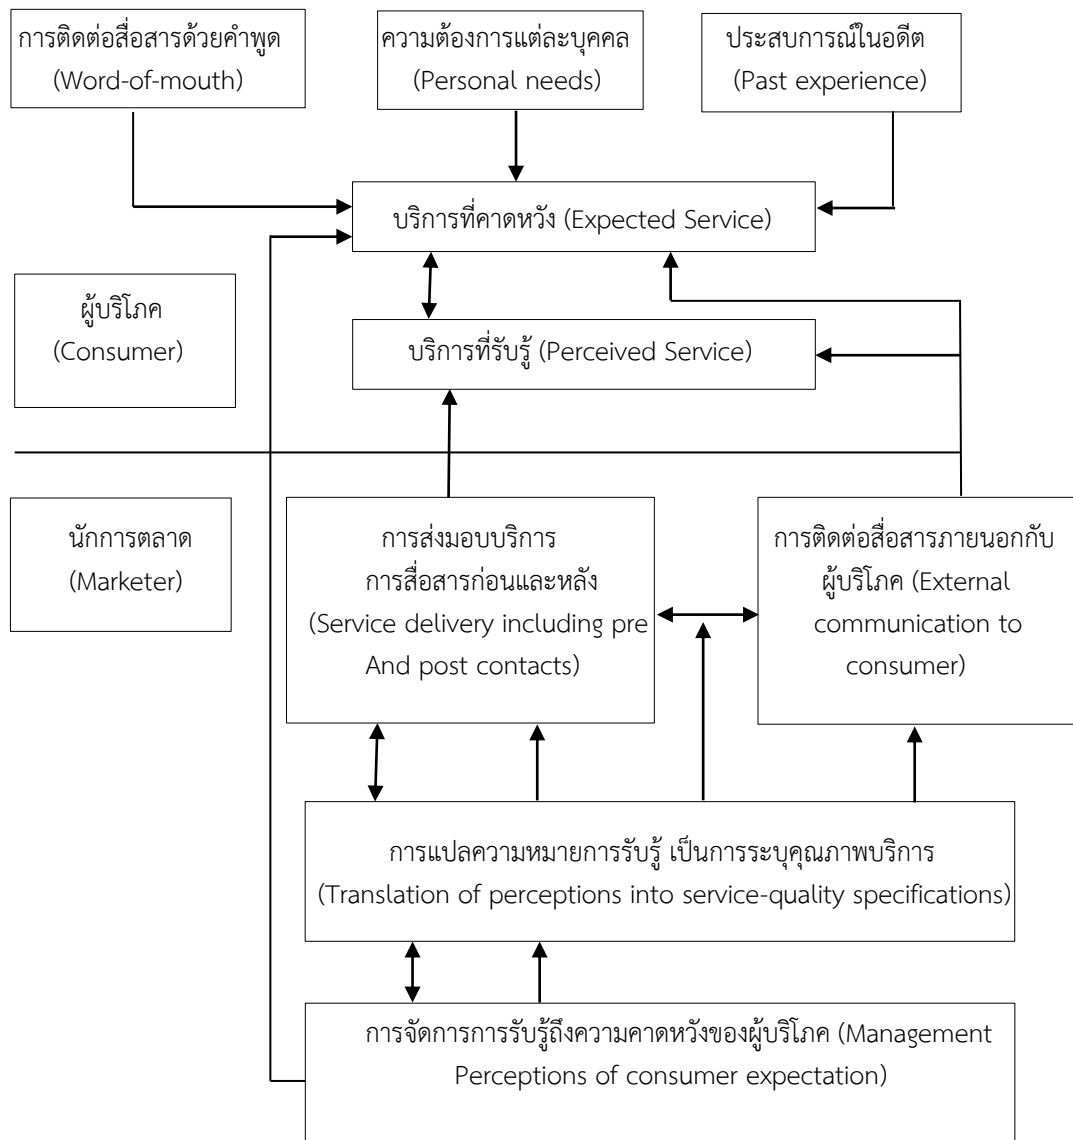 การติดต่อสื่อสารด้วยคำพูด
(Word-of-mouth)
ความต้องการแต่ละบุคคล
(Personal needs)
ประสบการณ์ในอดีต
(Past experience)
บริการที่คาดหวัง (Expected Service)
ผู้บริโภค
(Consumer)
บริการที่รับรู้ (Perceived Service)
นักการตลาด
(Marketer)
การส่งมอบบริการ
การสื่อสารก่อนและหลัง
(Service delivery including pre
And post contacts)
การติดต่อสื่อสารภายนอกกับ
ผู้บริโภค (External
communication to
consumer)
การแปลความหมายการรับรู้ เป็นการระบุคุณภาพบริการ
(Translation of perceptions into service-quality specifications)
การจัดการการรับรู้ถึงความคาดหวังของผู้บริโภค (Management
Perceptions of consumer expectation)